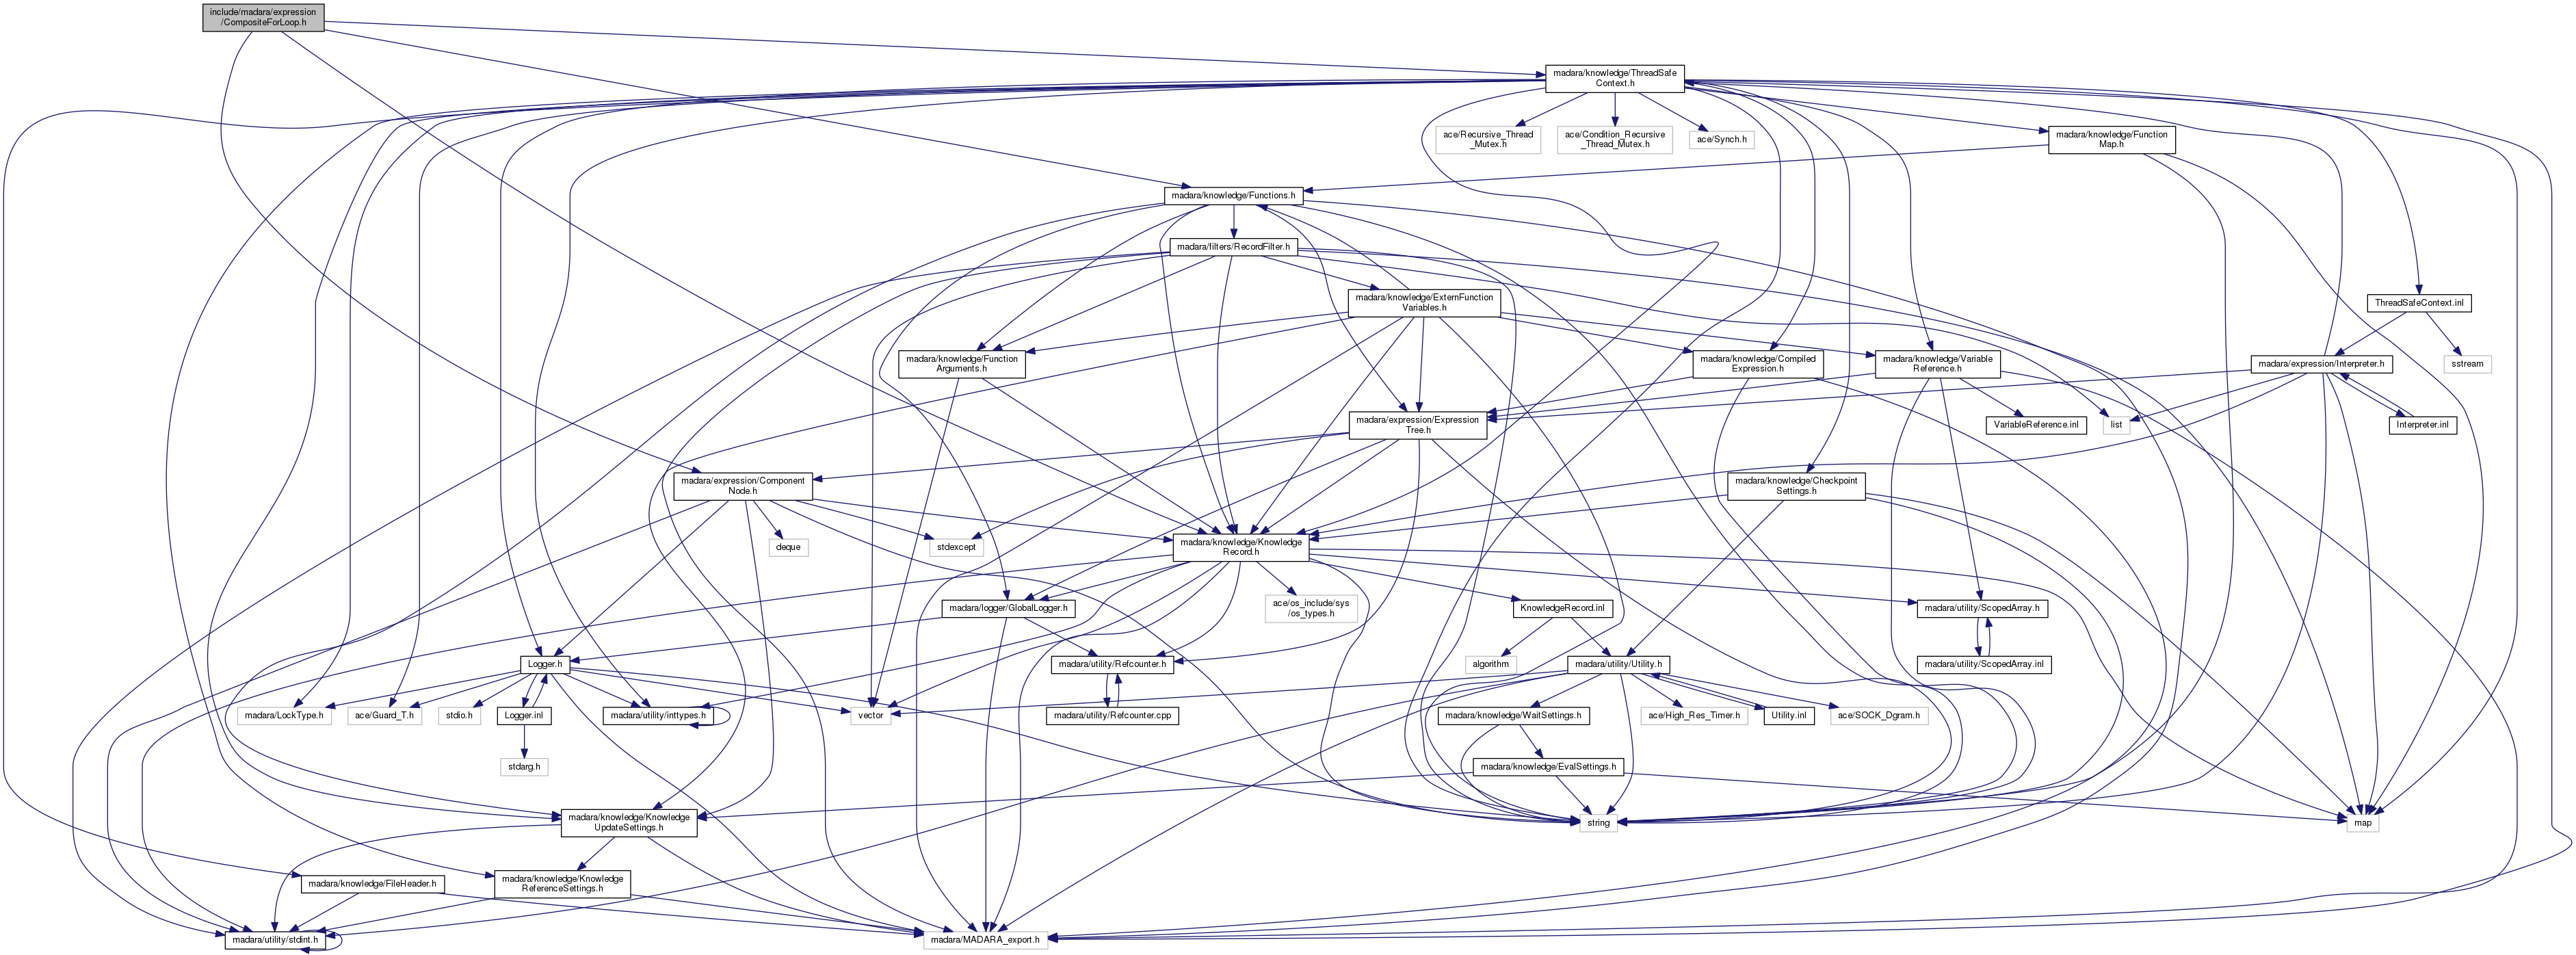 include/madara/expression
/CompositeForLoop.h
madara/knowledge/ThreadSafe
Context.h
ace/Recursive_Thread
_Mutex.h
ace/Condition_Recursive
_Thread_Mutex.h
ace/Synch.h
madara/knowledge/Function
Map.h
madara/knowledge/Functions.h
madara/filters/RecordFilter.h
madara/knowledge/ExternFunction
Variables.h
ThreadSafeContext.inl
madara/knowledge/Function
Arguments.h
madara/knowledge/Compiled
Expression.h
madara/knowledge/Variable
Reference.h
madara/expression/Interpreter.h
sstream
madara/expression/Expression
Tree.h
VariableReference.inl
list
Interpreter.inl
madara/expression/Component
Node.h
madara/knowledge/Checkpoint
Settings.h
deque
stdexcept
madara/knowledge/Knowledge
Record.h
madara/logger/GlobalLogger.h
ace/os_include/sys
/os_types.h
KnowledgeRecord.inl
madara/utility/ScopedArray.h
Logger.h
madara/utility/Refcounter.h
algorithm
madara/utility/Utility.h
madara/utility/ScopedArray.inl
madara/LockType.h
ace/Guard_T.h
stdio.h
Logger.inl
madara/utility/inttypes.h
vector
madara/utility/Refcounter.cpp
madara/knowledge/WaitSettings.h
ace/High_Res_Timer.h
Utility.inl
ace/SOCK_Dgram.h
stdarg.h
madara/knowledge/EvalSettings.h
madara/knowledge/Knowledge
UpdateSettings.h
string
map
madara/knowledge/FileHeader.h
madara/knowledge/Knowledge
ReferenceSettings.h
madara/utility/stdint.h
madara/MADARA_export.h